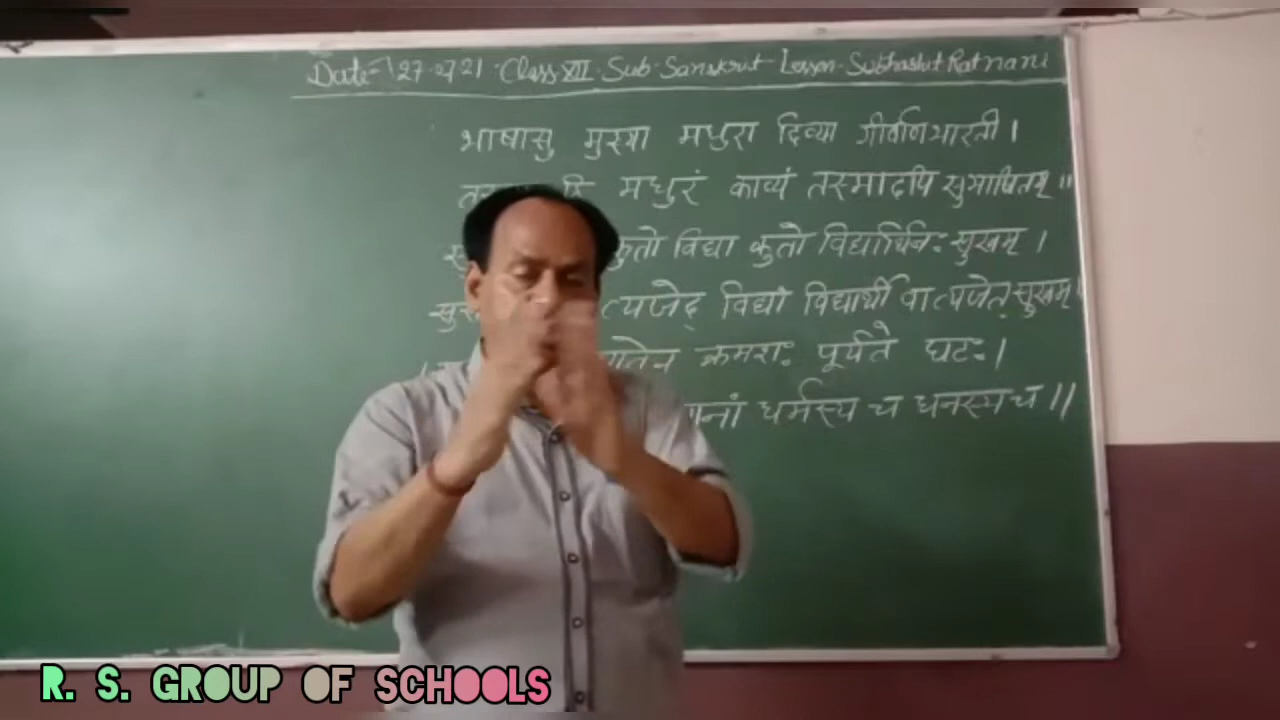 Date - 27.07.21. Class XII. Sub Sanskrit Lesson - Subhashit Ratnani
भाषासु मुख्या मधुरा दिव्या गीर्वाणभारती ।
मधुरं काव्यं तस्मादपि सुभाषितम् ॥
कुतो विद्या कुतो विद्यार्थिनः सुखम् ।
त्यजेद् विद्यां विद्यार्थी वा त्यजेत् सुखम्
क्रमशः पूर्यते घटः ।
धर्मस्य च धनस्य च ॥
R. S. GROUP OF SCHOOLS